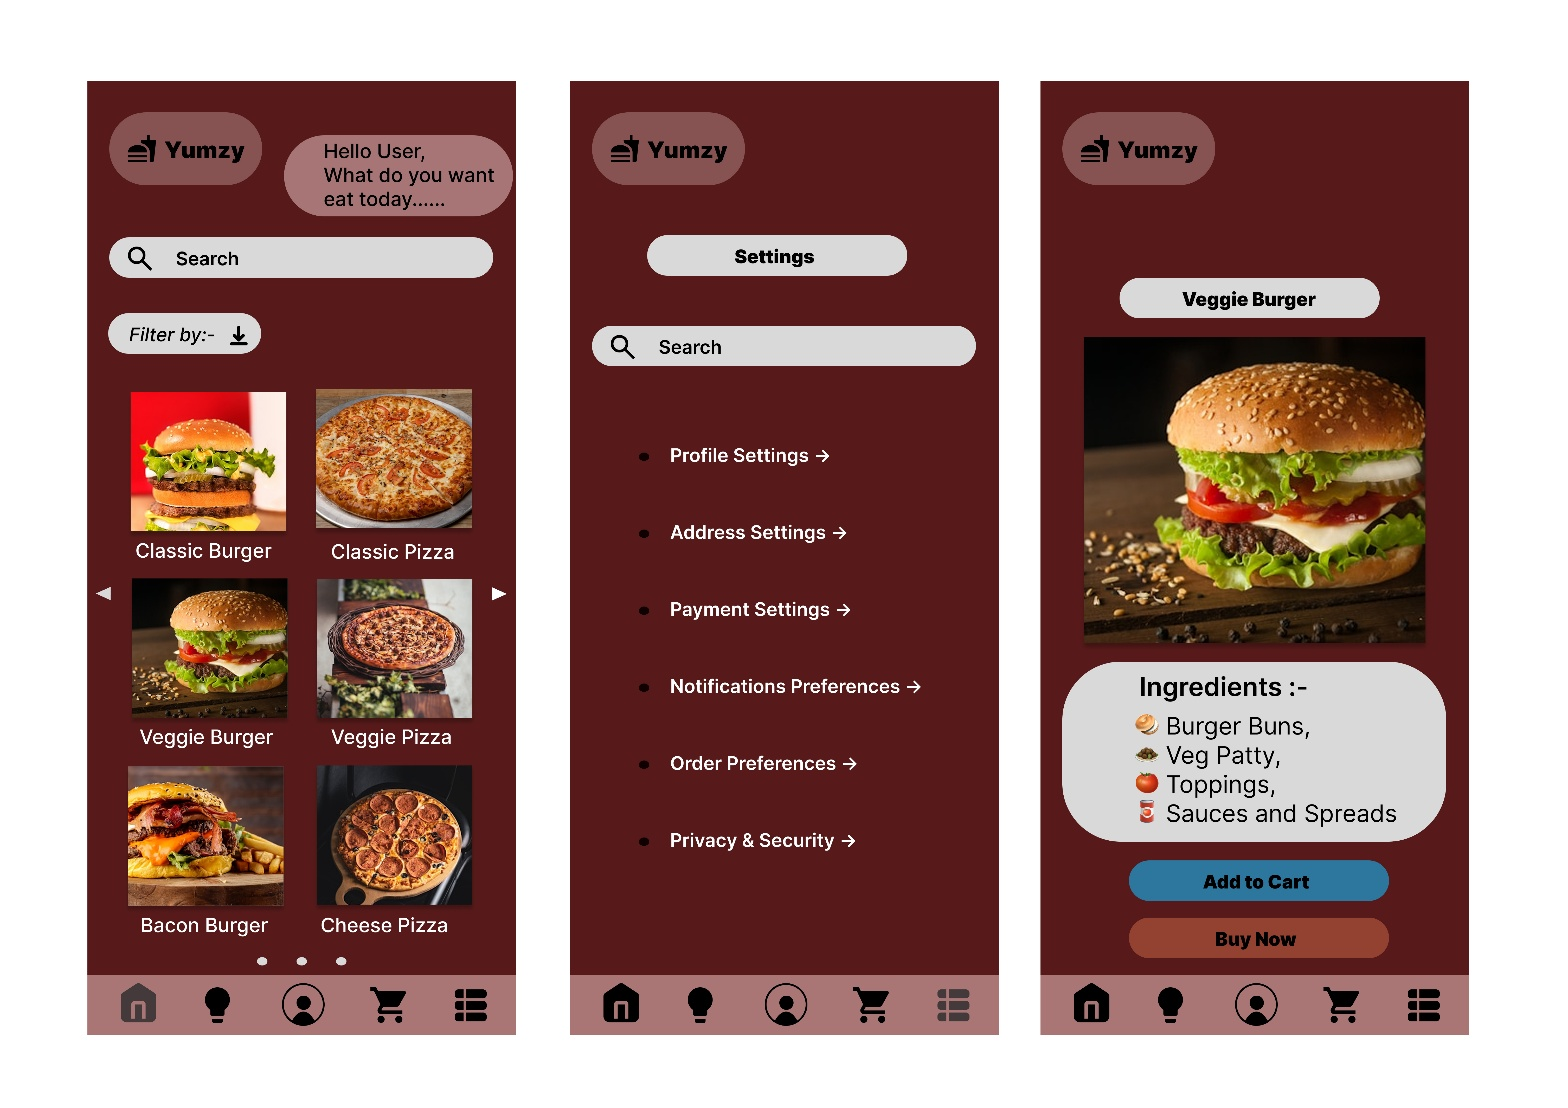 Yumzy
Hello User,
What do you want
eat today......
Search
Filter by:-
Classic Burger
Classic Pizza
Veggie Burger
Veggie Pizza
Bacon Burger
Cheese Pizza
Yumzy
Settings
Search
Profile Settings →
Address Settings →
Payment Settings →
Notifications Preferences →
Order Preferences →
Privacy & Security →
Yumzy
Veggie Burger
Ingredients :-
Burger Buns,
Veg Patty,
Toppings,
Sauces and Spreads
Add to Cart
Buy Now